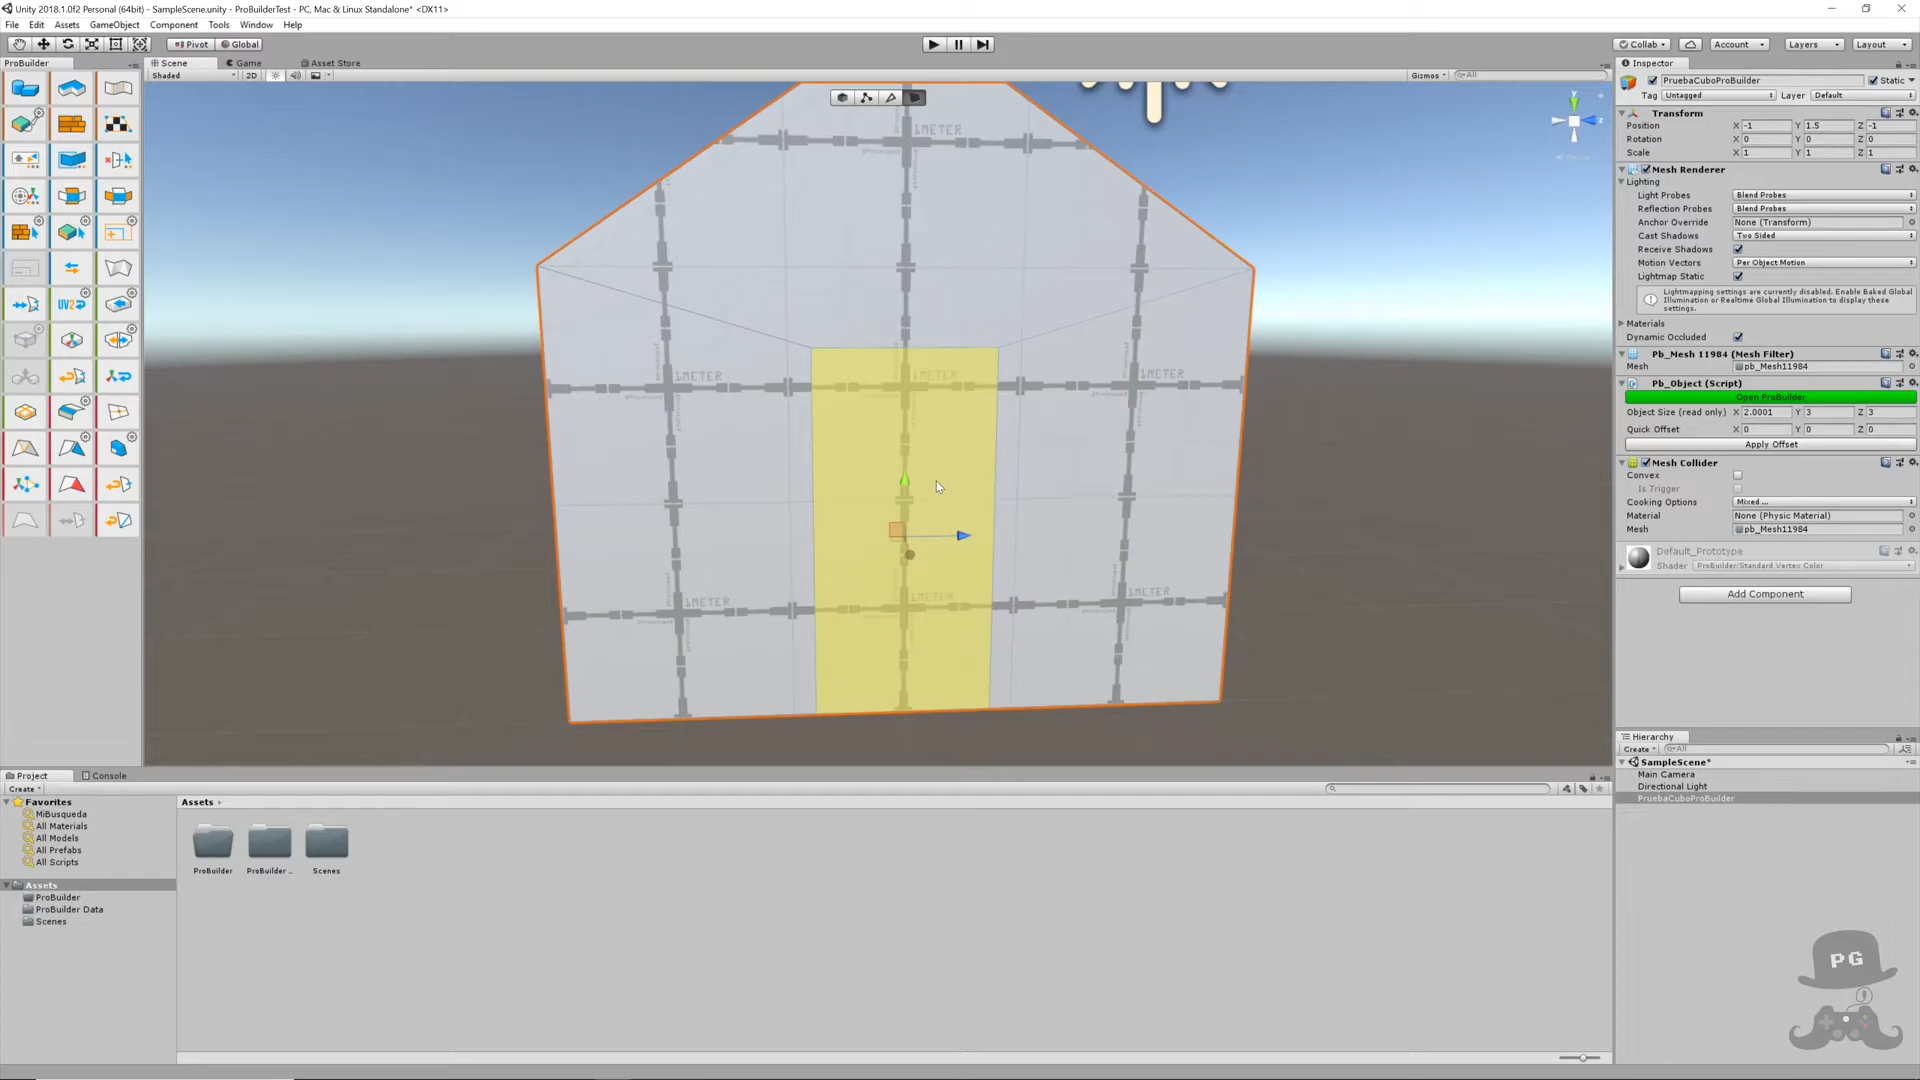 Unity 2018.1.0f2 Personal (64bit) - SampleScene.unity - ProBuilderTest - PC, Mac & Linux Standalone* <DX11>
File Edit Assets GameObject Component Tools Window Help
Pivot Global
Collab Account Layers Layout
ProBuilder
Scene Game Asset Store
Shaded 2D Gizmos All
UV2
1METER
1METER 1METER 1METER
1METER 1METER 1METER
y
z
PG
Inspector
PruebaCuboProBuilder Static
Tag Untagged Layer Default
Transform
Position X -1 Y 1.5 Z -1
Rotation X 0 Y 0 Z 0
Scale X 1 Y 1 Z 1
Mesh Renderer
Lighting
Light Probes Blend Probes
Reflection Probes Blend Probes
Anchor Override None (Transform)
Cast Shadows Two Sided
Receive Shadows
Motion Vectors Per Object Motion
Lightmap Static
Lightmapping settings are currently disabled. Enable Baked Global
Illumination or Realtime Global Illumination to display these
settings.
Materials
Dynamic Occluded
Pb_Mesh 11984 (Mesh Filter)
Mesh pb_Mesh11984
Pb_Object (Script)
Open ProBuilder
Object Size (read only) X 2.0001 Y 3 Z 3
Quick Offset X 0 Y 0 Z 0
Apply Offset
Mesh Collider
Convex
Is Trigger
Cooking Options Mixed ...
Material None (Physic Material)
Mesh pb_Mesh11984
Default_Prototype
Shader ProBuilder/Standard Vertex Color
Add Component
Hierarchy
Create All
SampleScene*
Main Camera
Directional Light
PruebaCuboProBuilder
Project Console
Create
Favorites
MiBusqueda
All Materials
All Models
All Prefabs
All Scripts
Assets
ProBuilder
ProBuilder Data
Scenes
Assets
ProBuilder ProBuilder ... Scenes